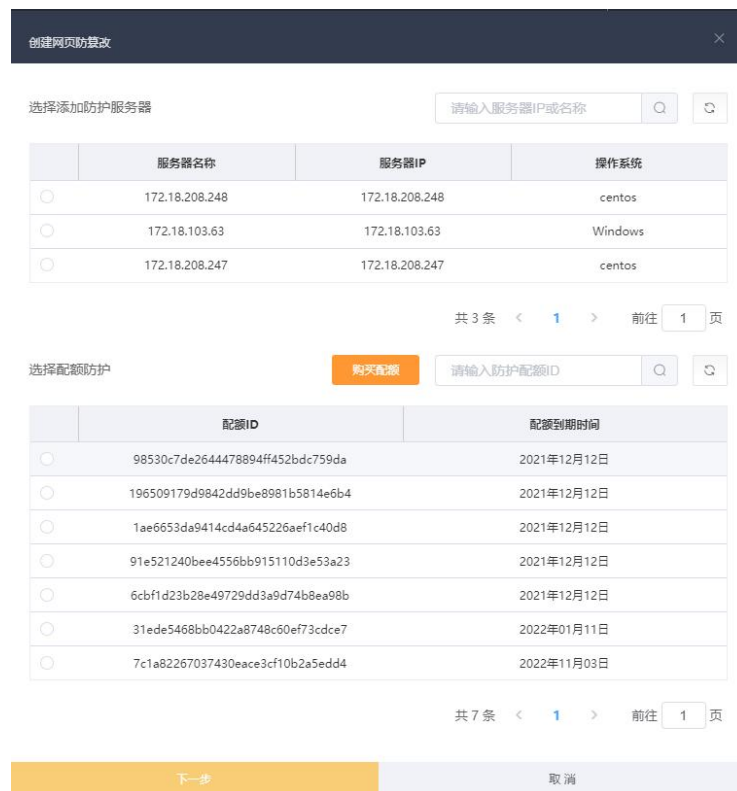 创建网页防篡改
选择添加防护服务器 请输入服务器IP或名称
服务器名称 服务器IP 操作系统
172.18.208.248 172.18.208.248 centos
172.18.103.63 172.18.103.63 Windows
172.18.208.247 172.18.208.247 centos
共 3 条 < 1 > 前往 1 页
选择配额防护 购买配额 请输入防护配额ID
配额ID 配额到期时间
98530c7de2644478894ff452bdc759da 2021年12月12日
196509179d9842dd9be8981b5814e6b4 2021年12月12日
1ae6653da9414cd4a645226aef1c40d8 2021年12月12日
91e521240bee4556bb915110d3e53a23 2021年12月12日
6cbf1d23b28e49729dd3a9d74b8ea98b 2021年12月12日
31ede5468bb0422a8748c60ef73cdce7 2022年01月11日
7c1a82267037430eace3cf10b2a5edd4 2022年11月03日
共 7 条 < 1 > 前往 1 页
下一步 取 消